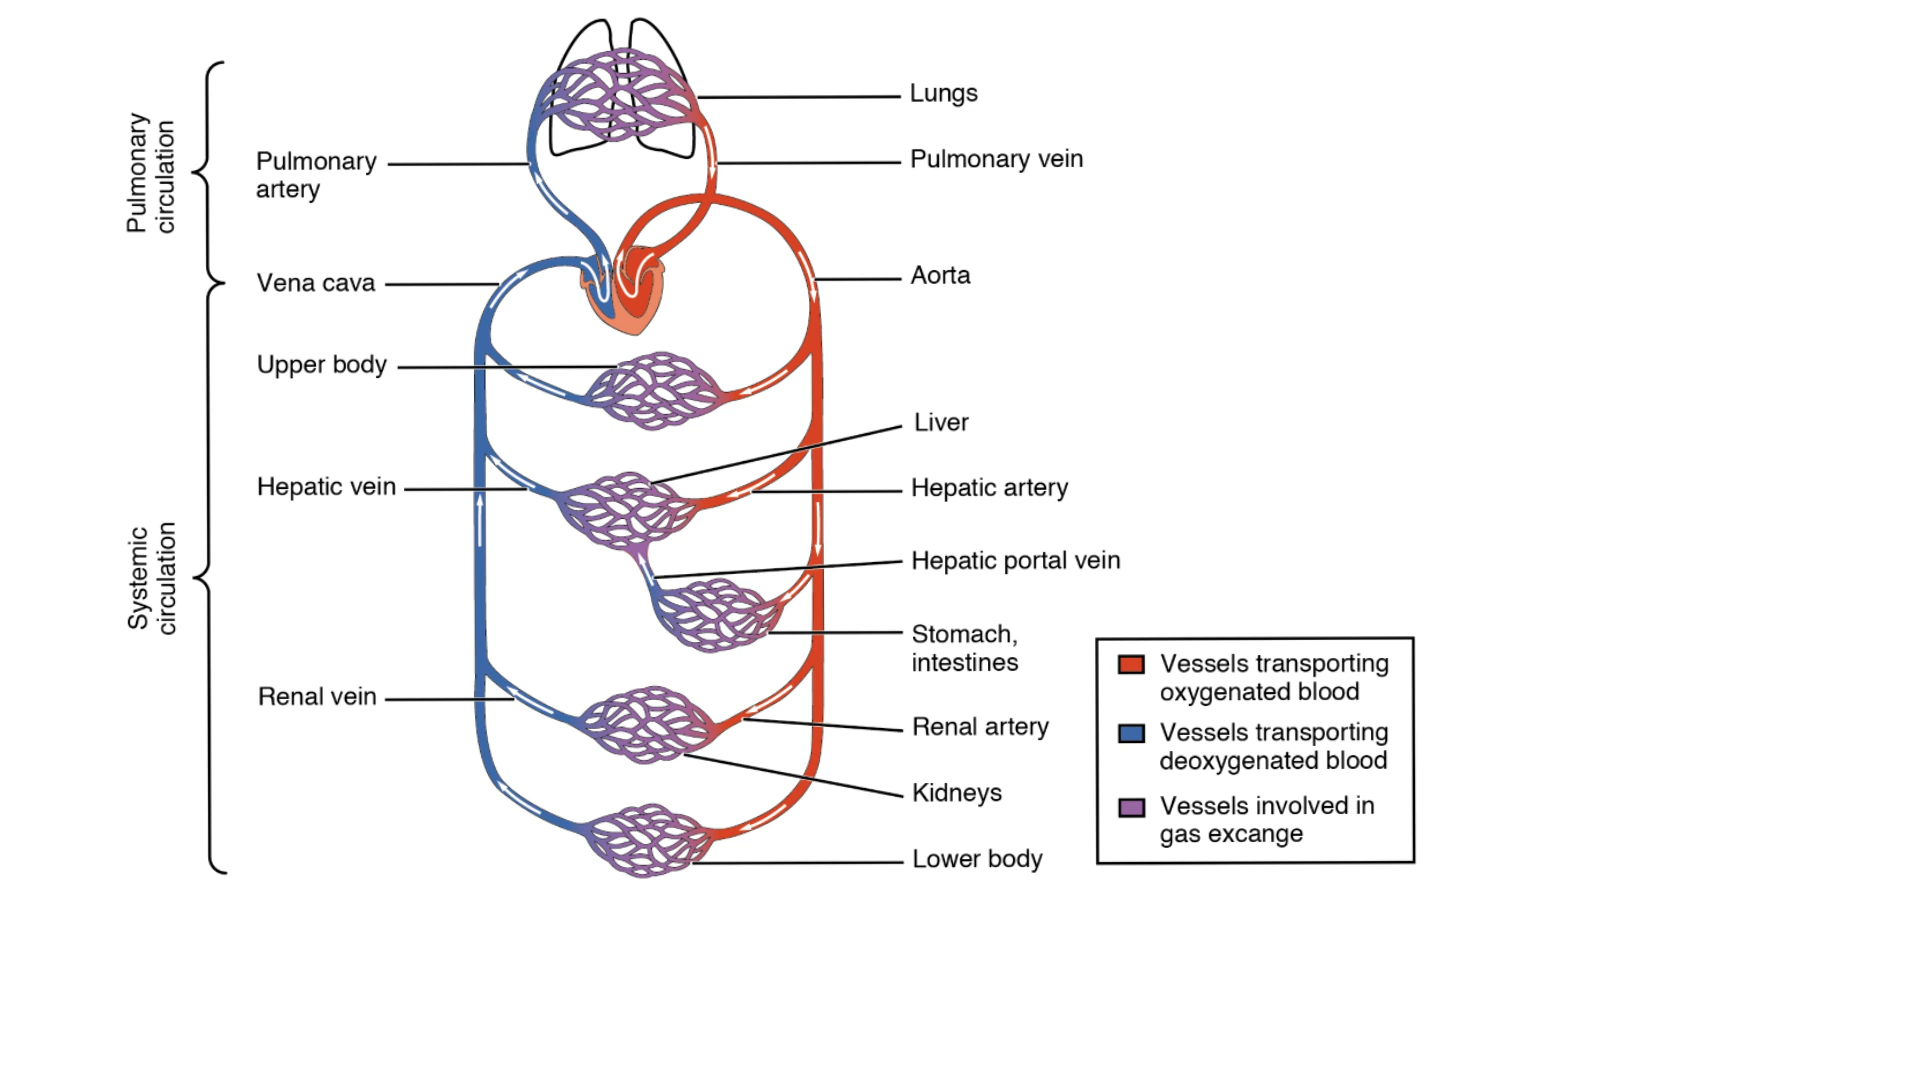 Pulmonary
circulation
Systemic
circulation
Pulmonary
artery
Vena cava
Upper body
Hepatic vein
Renal vein
Lungs
Pulmonary vein
Aorta
Liver
Hepatic artery
Hepatic portal vein
Stomach,
intestines
Renal artery
Kidneys
Lower body
Vessels transporting
oxygenated blood
Vessels transporting
deoxygenated blood
Vessels involved in
gas excange